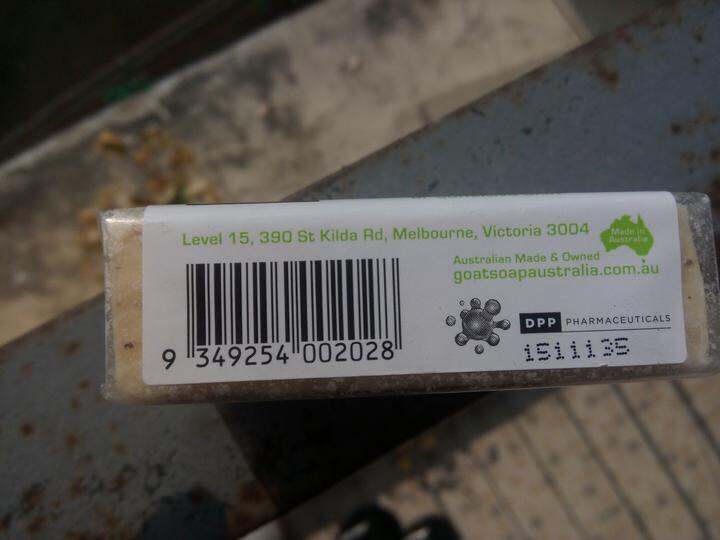 Level 15, 390 St Kilda Rd, Melbourne, Victoria 3004
Made in
Australia
Australian Made & Owned
goatsoapaustralia.com.au
DPP PHARMACEUTICALS
1511135
9 349254 002028